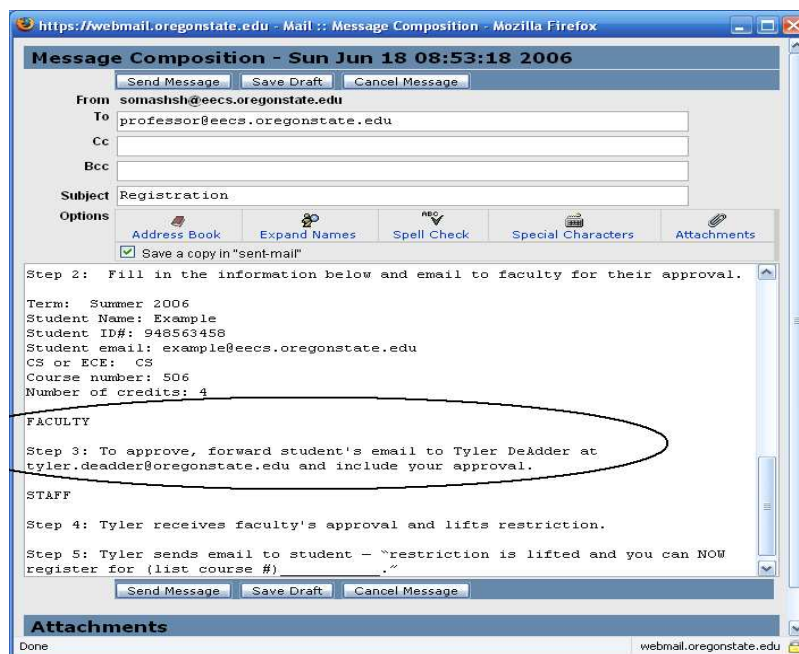 https://webmail.oregonstate.edu - Mail :: Message Composition - Mozilla Firefox
Message Composition - Sun Jun 18 08:53:18 2006
Send Message Save Draft Cancel Message
From somashsh@eecs.oregonstate.edu
To professor@eecs.oregonstate.edu
Cc
Bcc
Subject Registration
Options
ABC
Address Book Expand Names Spell Check Special Characters Attachments
Save a copy in "sent-mail"
Step 2: Fill in the information below and email to faculty for their approval.
Term: Summer 2006
Student Name: Example
Student ID#: 948563458
Student email: example@eecs.oregonstate.edu
CS or ECE: CS
Course number: 506
Number of credits: 4
FACULTY
Step 3: To approve, forward student's email to Tyler DeAdder at
tyler.deadder@oregonstate.edu and include your approval.
STAFF
Step 4: Tyler receives faculty's approval and lifts restriction.
Step 5: Tyler sends email to student – "restriction is lifted and you can NOW
register for (list course #)__________."
Send Message Save Draft Cancel Message
Attachments
Done webmail.oregonstate.edu